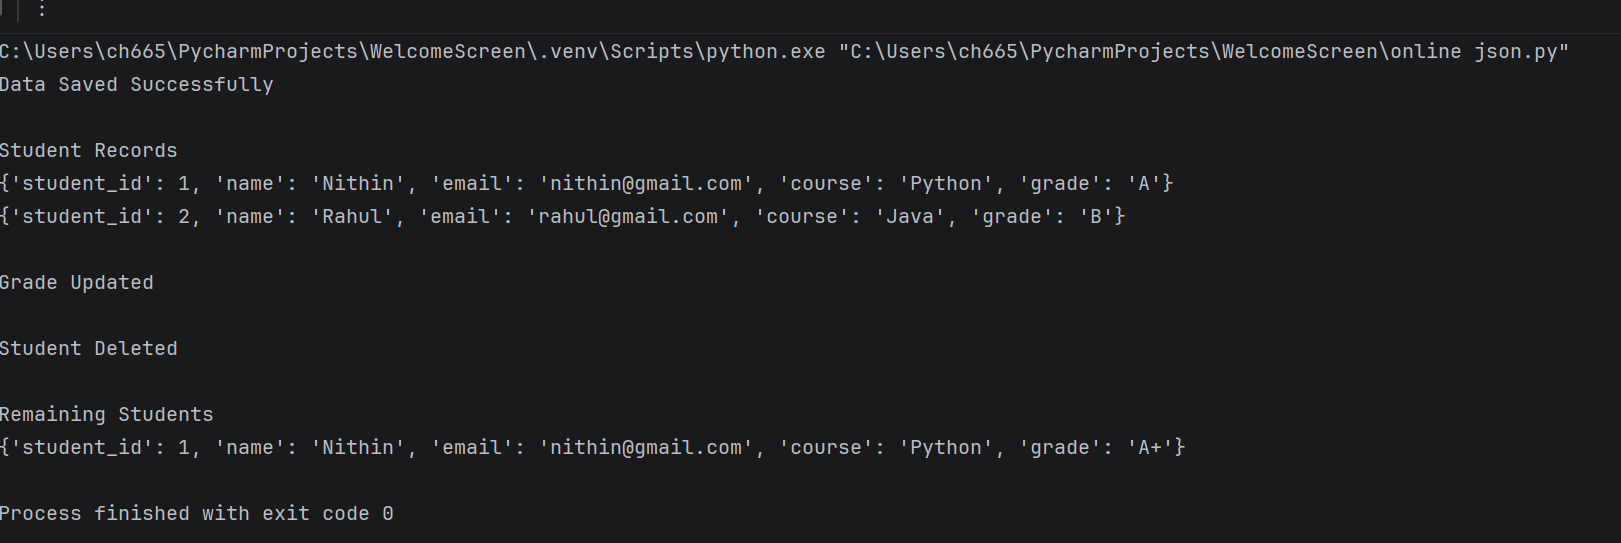 C:\Users\ch665\PycharmProjects\WelcomeScreen\.venv\Scripts\python.exe "C:\Users\ch665\PycharmProjects\WelcomeScreen\online json.py"
Data Saved Successfully
Student Records
{'student_id': 1, 'name': 'Nithin', 'email': 'nithin@gmail.com', 'course': 'Python', 'grade': 'A'}
{'student_id': 2, 'name': 'Rahul', 'email': 'rahul@gmail.com', 'course': 'Java', 'grade': 'B'}
Grade Updated
Student Deleted
Remaining Students
{'student_id': 1, 'name': 'Nithin', 'email': 'nithin@gmail.com', 'course': 'Python', 'grade': 'A+'}
Process finished with exit code 0